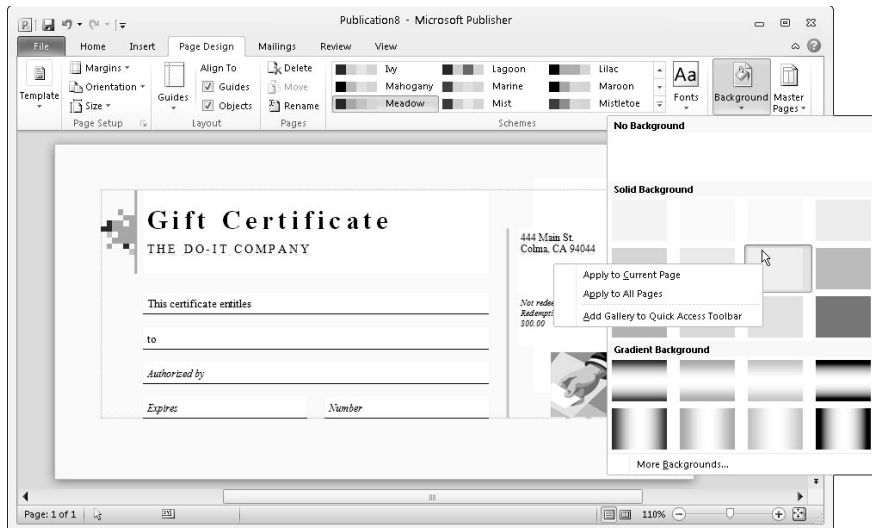 Publication8 - Microsoft Publisher
File Home Insert Page Design Mailings Review View
Template
Margins
Orientation
Size
Page Setup
Guides
Align To
Guides
Objects
Layout
Delete
Move
Rename
Pages
Ivy Lagoon Lilac
Mahogany Marine Maroon
Meadow Mist Mistletoe
Schemes
Aa
Fonts
Background
Master Pages
No Background
Solid Background
Apply to Current Page
Apply to All Pages
Add Gallery to Quick Access Toolbar
Gradient Background
More Backgrounds...
Gift Certificate
THE DO-IT COMPANY
444 Main St.
Colma, CA 94044
This certificate entitles
Not
$00.00
to
Authorized by
Expires Number
Page: 1 of 1
110%